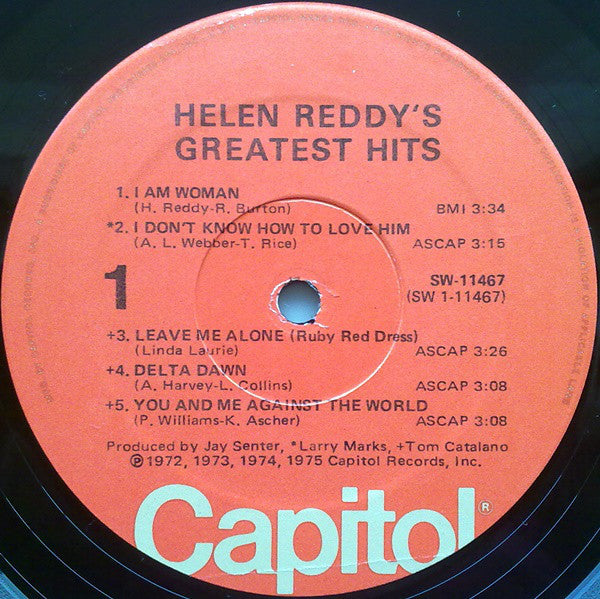 HELEN REDDY'S
GREATEST HITS
1. I AM WOMAN
(H. Reddy-R. Burton) BMI 3:34
*2. I DON'T KNOW HOW TO LOVE HIM
(A. L. Webber-T. Rice) ASCAP 3:15
1
SW-11467
(SW 1-11467)
+3. LEAVE ME ALONE (Ruby Red Dress)
(Linda Laurie) ASCAP 3:26
+4. DELTA DAWN
(A. Harvey-L. Collins) ASCAP 3:08
+5. YOU AND ME AGAINST THE WORLD
(P. Williams-K. Ascher) ASCAP 3:08
Produced by Jay Senter, *Larry Marks, +Tom Catalano
℗1972, 1973, 1974, 1975 Capitol Records, Inc.
Capitol®